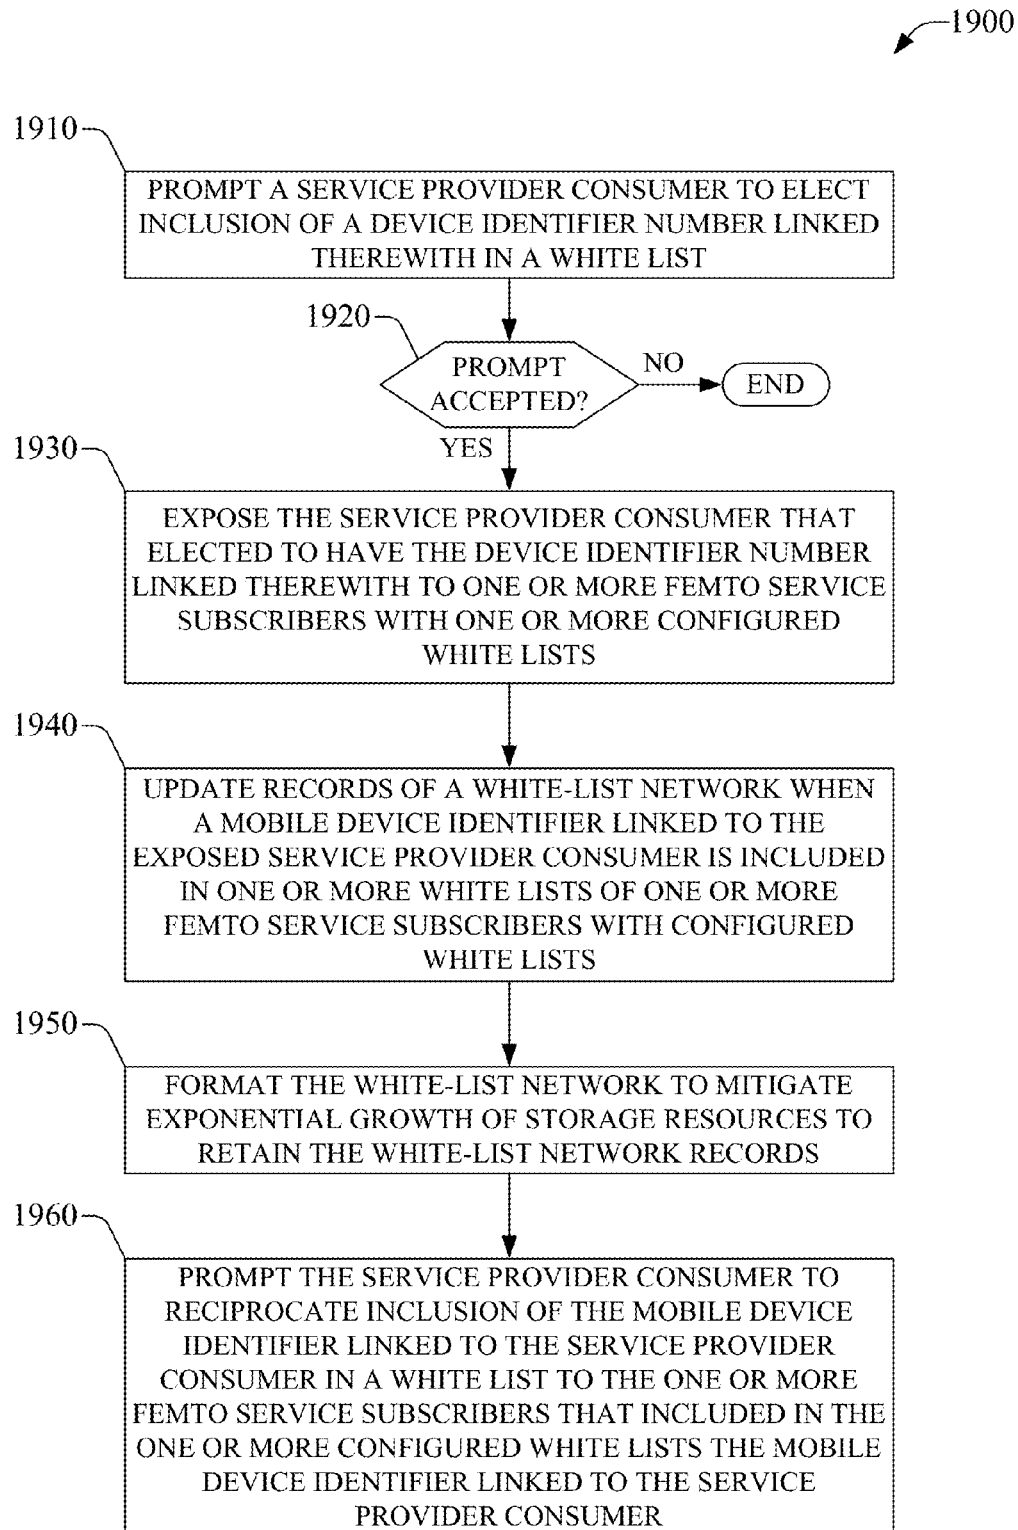 1900
1910
PROMPT A SERVICE PROVIDER CONSUMER TO ELECT
INCLUSION OF A DEVICE IDENTIFIER NUMBER LINKED
THEREWITH IN A WHITE LIST
1920
PROMPT
ACCEPTED?
NO
END
YES
1930
EXPOSE THE SERVICE PROVIDER CONSUMER THAT
ELECTED TO HAVE THE DEVICE IDENTIFIER NUMBER
LINKED THEREWITH TO ONE OR MORE FEMTO SERVICE
SUBSCRIBERS WITH ONE OR MORE CONFIGURED
WHITE LISTS
1940
UPDATE RECORDS OF A WHITE-LIST NETWORK WHEN
A MOBILE DEVICE IDENTIFIER LINKED TO THE
EXPOSED SERVICE PROVIDER CONSUMER IS INCLUDED
IN ONE OR MORE WHITE LISTS OF ONE OR MORE
FEMTO SERVICE SUBSCRIBERS WITH CONFIGURED
WHITE LISTS
1950
FORMAT THE WHITE-LIST NETWORK TO MITIGATE
EXPONENTIAL GROWTH OF STORAGE RESOURCES TO
RETAIN THE WHITE-LIST NETWORK RECORDS
1960
PROMPT THE SERVICE PROVIDER CONSUMER TO
RECIPROCATE INCLUSION OF THE MOBILE DEVICE
IDENTIFIER LINKED TO THE SERVICE PROVIDER
CONSUMER IN A WHITE LIST TO THE ONE OR MORE
FEMTO SERVICE SUBSCRIBERS THAT INCLUDED IN THE
ONE OR MORE CONFIGURED WHITE LISTS THE MOBILE
DEVICE IDENTIFIER LINKED TO THE SERVICE
PROVIDER CONSUMER